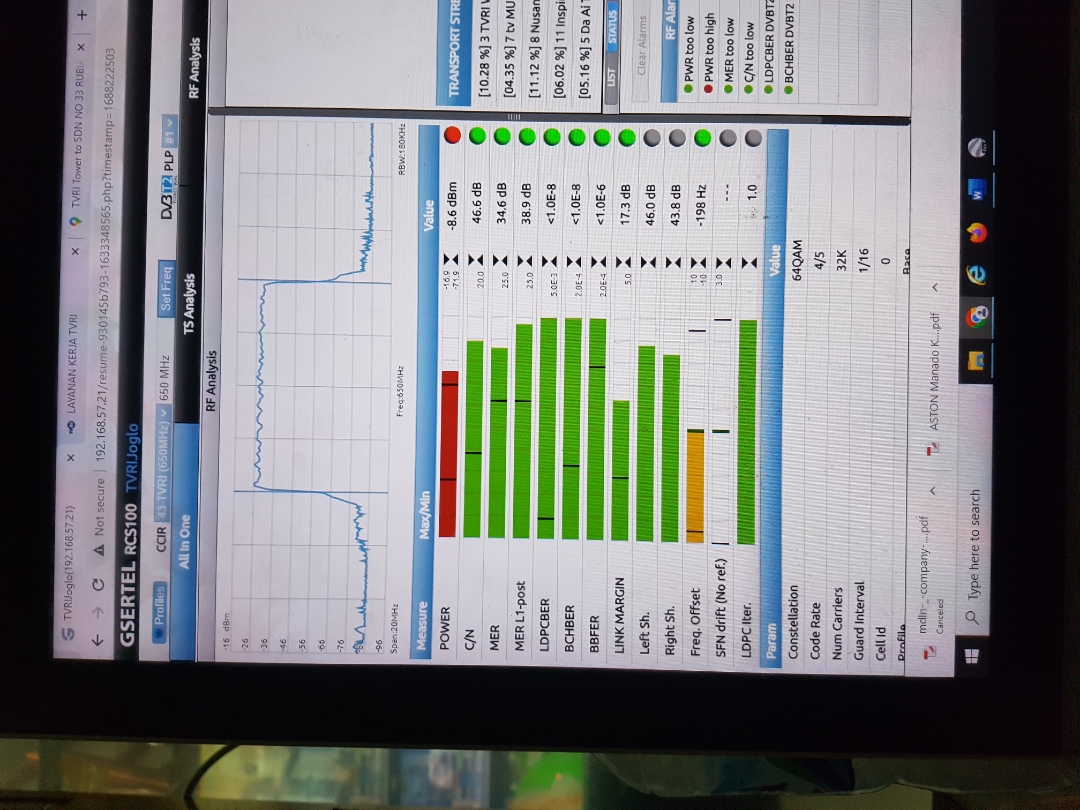 TVRIJoglo(192.168.57.21)
LAYANAN KERJA TVRI
TVRI Tower to SDN NO 33 RUBI
Not secure
192.168.57.21/resume-930145b793-1633348565.php?timestamp=1688222503
GSERTEL RCS100 TVRIJoglo
Profiles CCIR 43-TVRI (650MHz) 650 MHz Set Freq DVB T2 PLP #1
All In One TS Analysis RF Analysis
RF Analysis
-16 dBm
-26
-36
-46
-56
-66
-76
-86
-96
Span:20MHz Freq:650MHz RBW:180KHz
Measure Max/Min Value
POWER -16.9 -71.9 -8.6 dBm
C/N 20.0 46.6 dB
MER 25.0 34.6 dB
MER L1-post 25.0 38.9 dB
LDPCBER 5.0E-3 <1.0E-8
BCHBER 2.0E-4 <1.0E-8
BBFER 2.0E-4 <1.0E-6
LINK MARGIN 5.0 17.3 dB
Left Sh. 46.0 dB
Right Sh. 43.8 dB
Freq. Offset 10 -10 -198 Hz
SFN drift (No ref.) 3.0 ---
LDPC Iter. 1.0
Param Value
Constellation 64QAM
Code Rate 4/5
Num Carriers 32K
Guard Interval 1/16
Cell Id 0
Profile Base
TRANSPORT STRE
[10.28 %] 3 TVRI W
[04.35 %] 7 tv MU
[11.12 %] 8 Nusan
[06.02 %] 11 Inspi
[05.16 %] 5 Da Ai T
LIST STATUS
Clear Alarms
RF Alar
PWR too low
PWR too high
MER too low
C/N too low
LDPCBER DVBT2
BCHBER DVBT2
mdln-_-company-....pdf
Canceled
ASTON Manado K....pdf
Type here to search